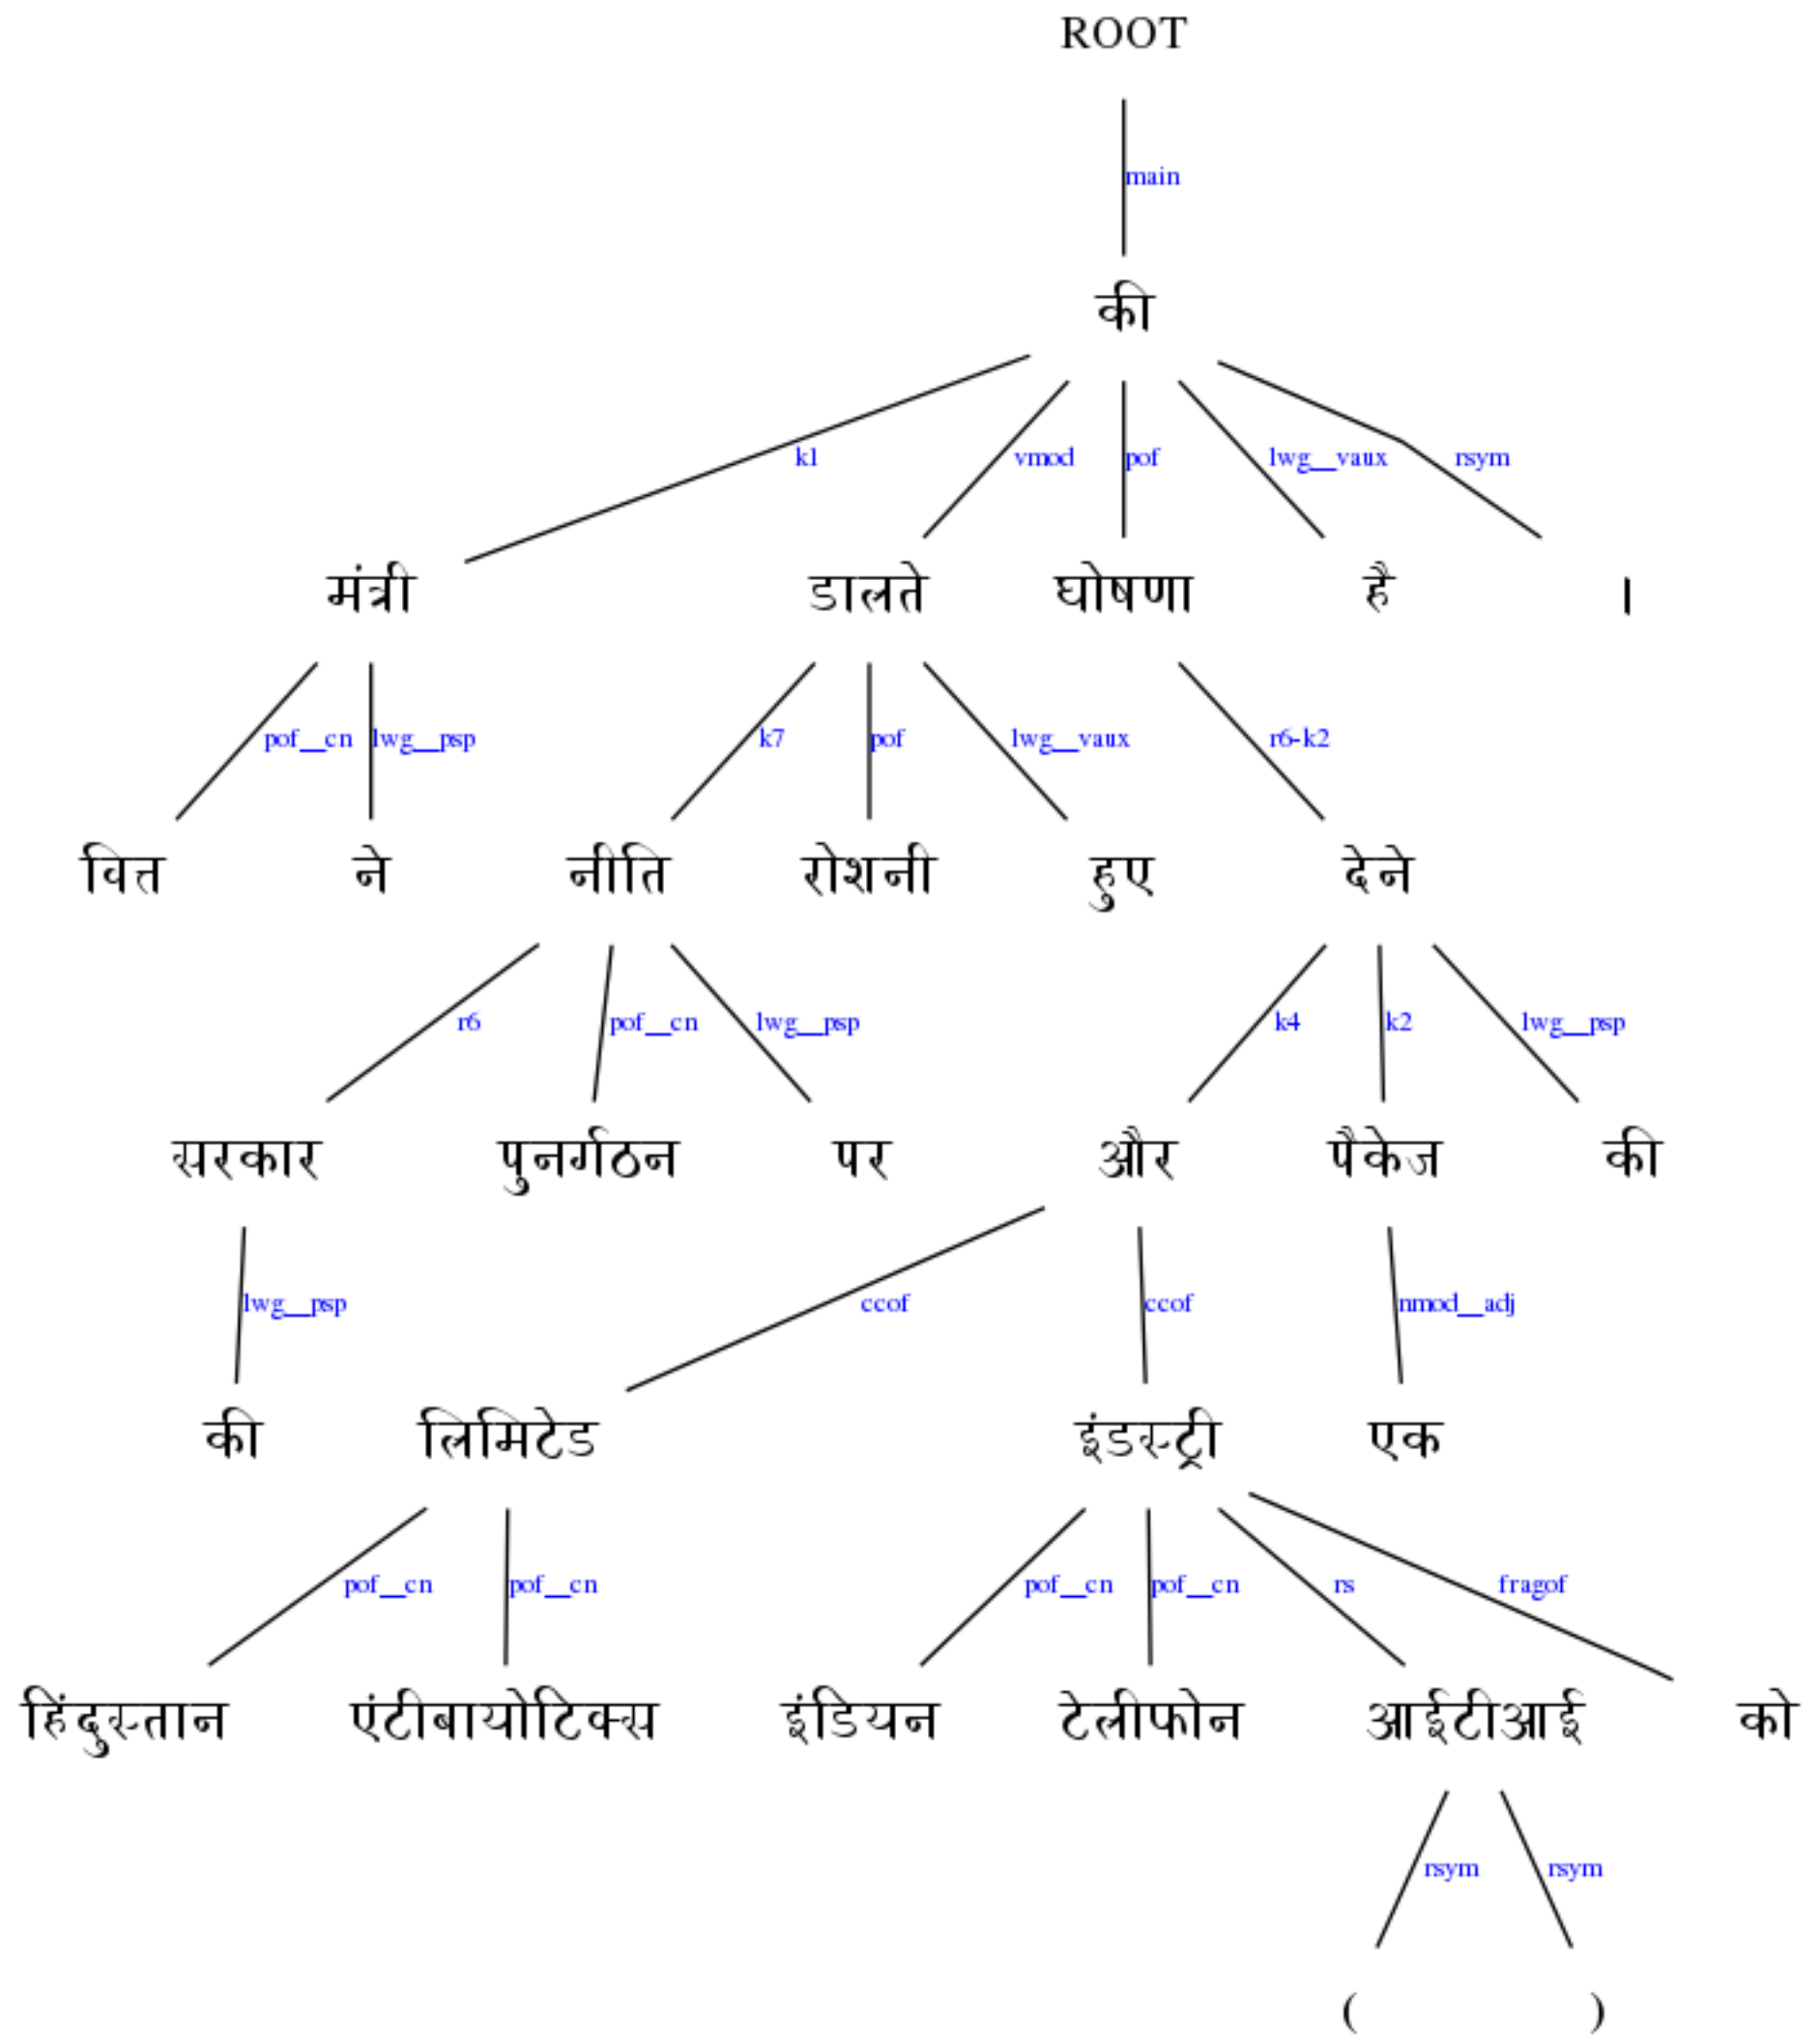 ROOT
main
की
k1 vmod pof lwg__vaux rsym
मंत्री डालते घोषणा है ।
pof__cn lwg__psp k7 pof lwg__vaux r6-k2
वित्त ने नीति रोशनी हुए देने
r6 pof__cn lwg__psp k4 k2 lwg__psp
सरकार पुनर्गठन पर और पैकेज की
lwg__psp ccof ccof nmod__adj
की लिमिटेड इंडस्ट्री एक
pof__cn pof__cn pof__cn pof__cn rs fragof
हिंदुस्तान एंटीबायोटिक्स इंडियन टेलीफोन आईटीआई को
rsym rsym
( )